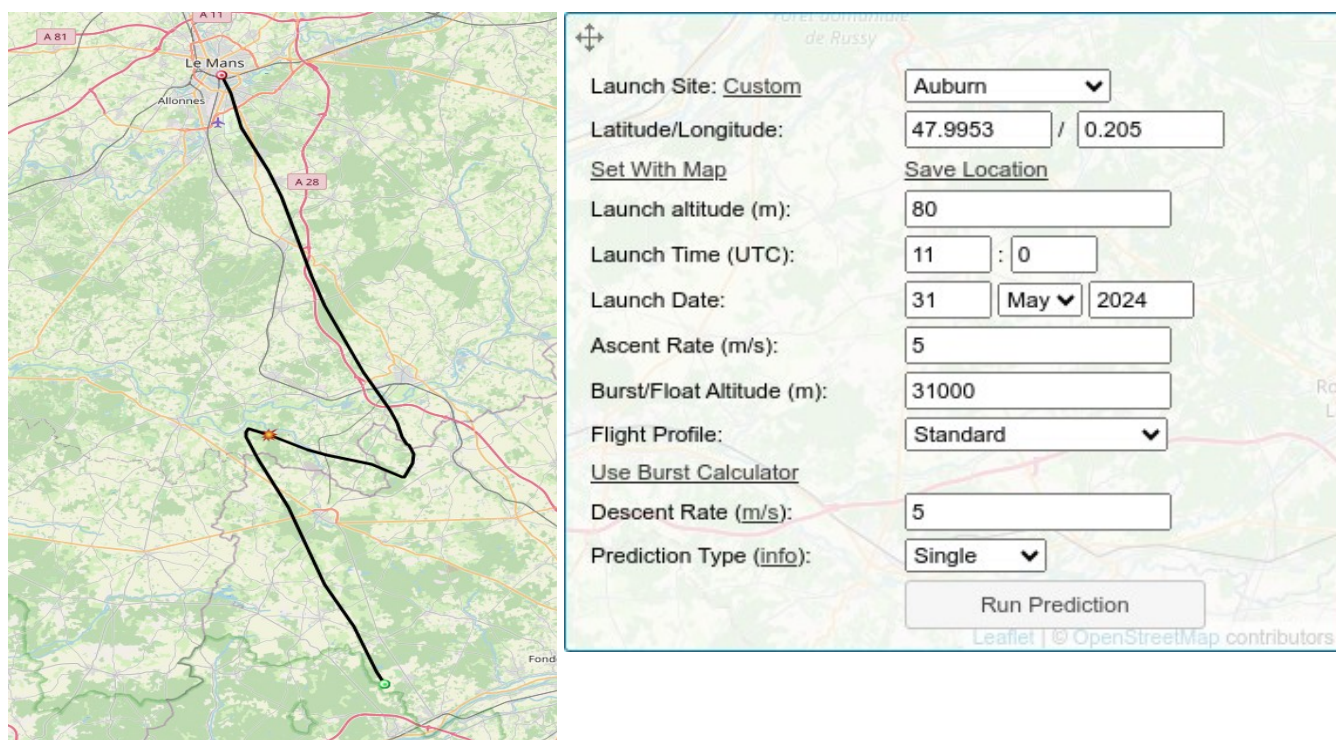 A 11
A 81
Le Mans
Allonnes
A 28
Fond
de Russy
Launch Site: Custom Auburn
Latitude/Longitude: 47.9953 / 0.205
Set With Map Save Location
Launch altitude (m): 80
Launch Time (UTC): 11 : 0
Launch Date: 31 May 2024
Ascent Rate (m/s): 5
Burst/Float Altitude (m): 31000
Flight Profile: Standard
Use Burst Calculator
Descent Rate (m/s): 5
Prediction Type (info): Single
Run Prediction
Leaflet | © OpenStreetMap contributors